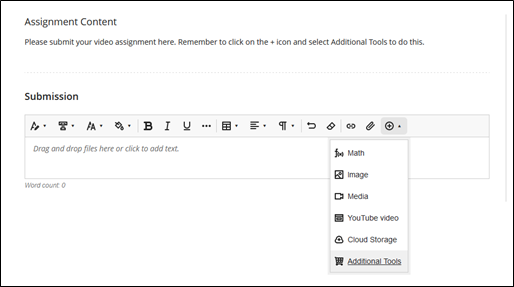 Assignment Content
Please submit your video assignment here. Remember to click on the + icon and select Additional Tools to do this.
Submission
B I U
Drag and drop files here or click to add text.
Word count: 0
Math
Image
Media
YouTube video
Cloud Storage
Additional Tools